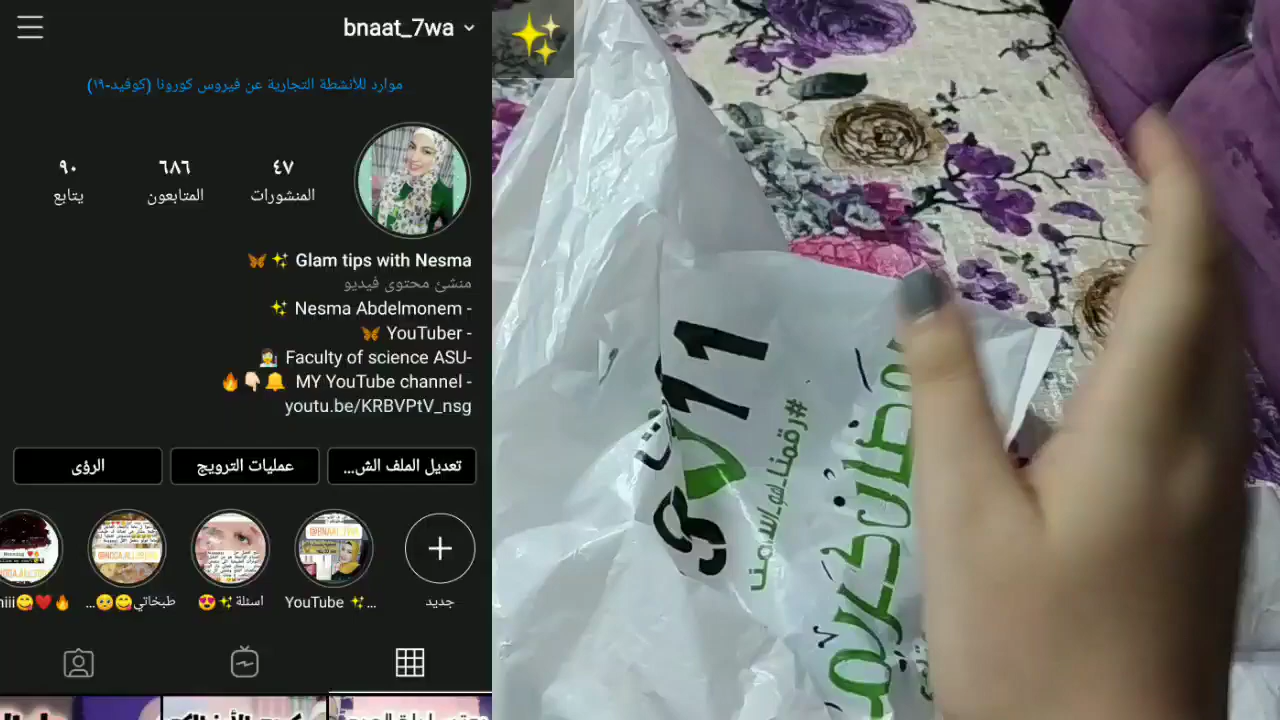 bnaat_7wa
موارد للأنشطة التجارية عن فيروس كورونا (كوفيد-١٩)
٤٧
المنشورات
٦٨٦
المتابعون
٩٠
يتابع
Glam tips with Nesma ✨🦋
منشئ محتوى فيديو
- Nesma Abdelmonem ✨
- YouTuber 🦋
-Faculty of science ASU 👩‍🔬
- MY YouTube channel 🔔👇🏻🔥
youtu.be/KRBVPtV_nsg
تعديل الملف الش...
عمليات الترويج
الرؤى
جديد
YouTube ✨...
اسئلة✨😍
طبخاتي😋🥺...
#رقمنا_هو_اسمنا
كريم